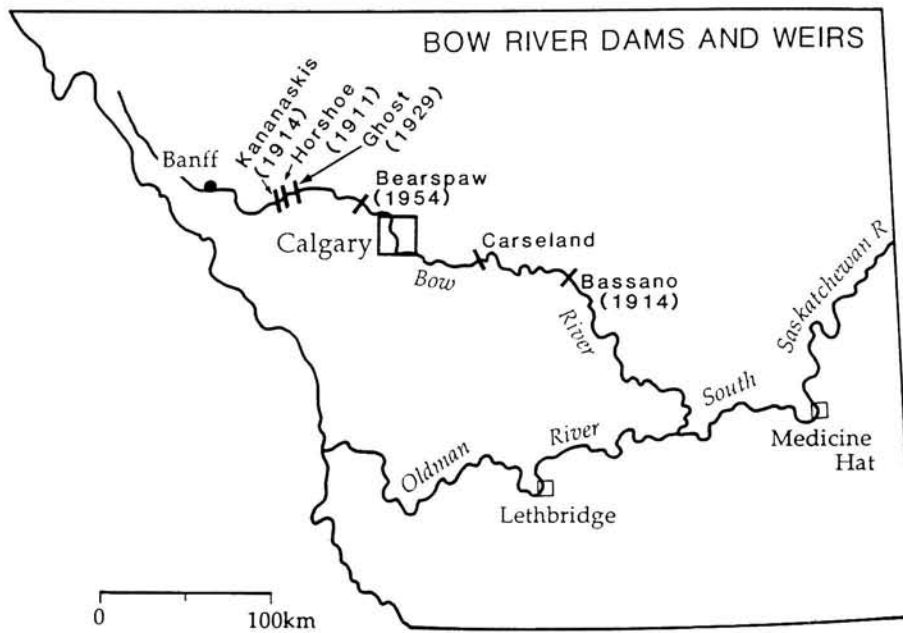 BOW RIVER DAMS AND WEIRS
Kananaskis
(1914)
Horshoe
(1911)
Ghost
(1929)
Banff
Bearspaw
(1954)
Calgary
Carseland
Bow
Bassano
(1914)
River
Saskatchewan R
South
River
Oldman
Medicine
Hat
Lethbridge
0
100km